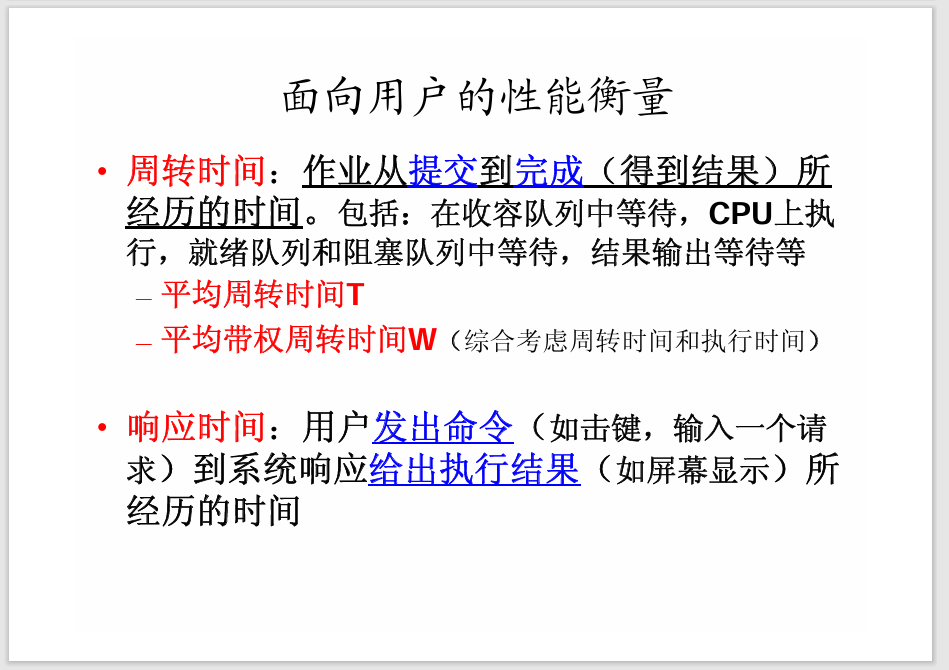 面向用户的性能衡量
• 周转时间：作业从提交到完成（得到结果）所
经历的时间。包括：在收容队列中等待，CPU上执
行，就绪队列和阻塞队列中等待，结果输出等待等
– 平均周转时间T
– 平均带权周转时间W（综合考虑周转时间和执行时间）
• 响应时间：用户发出命令（如击键，输入一个请
求）到系统响应给出执行结果（如屏幕显示）所
经历的时间